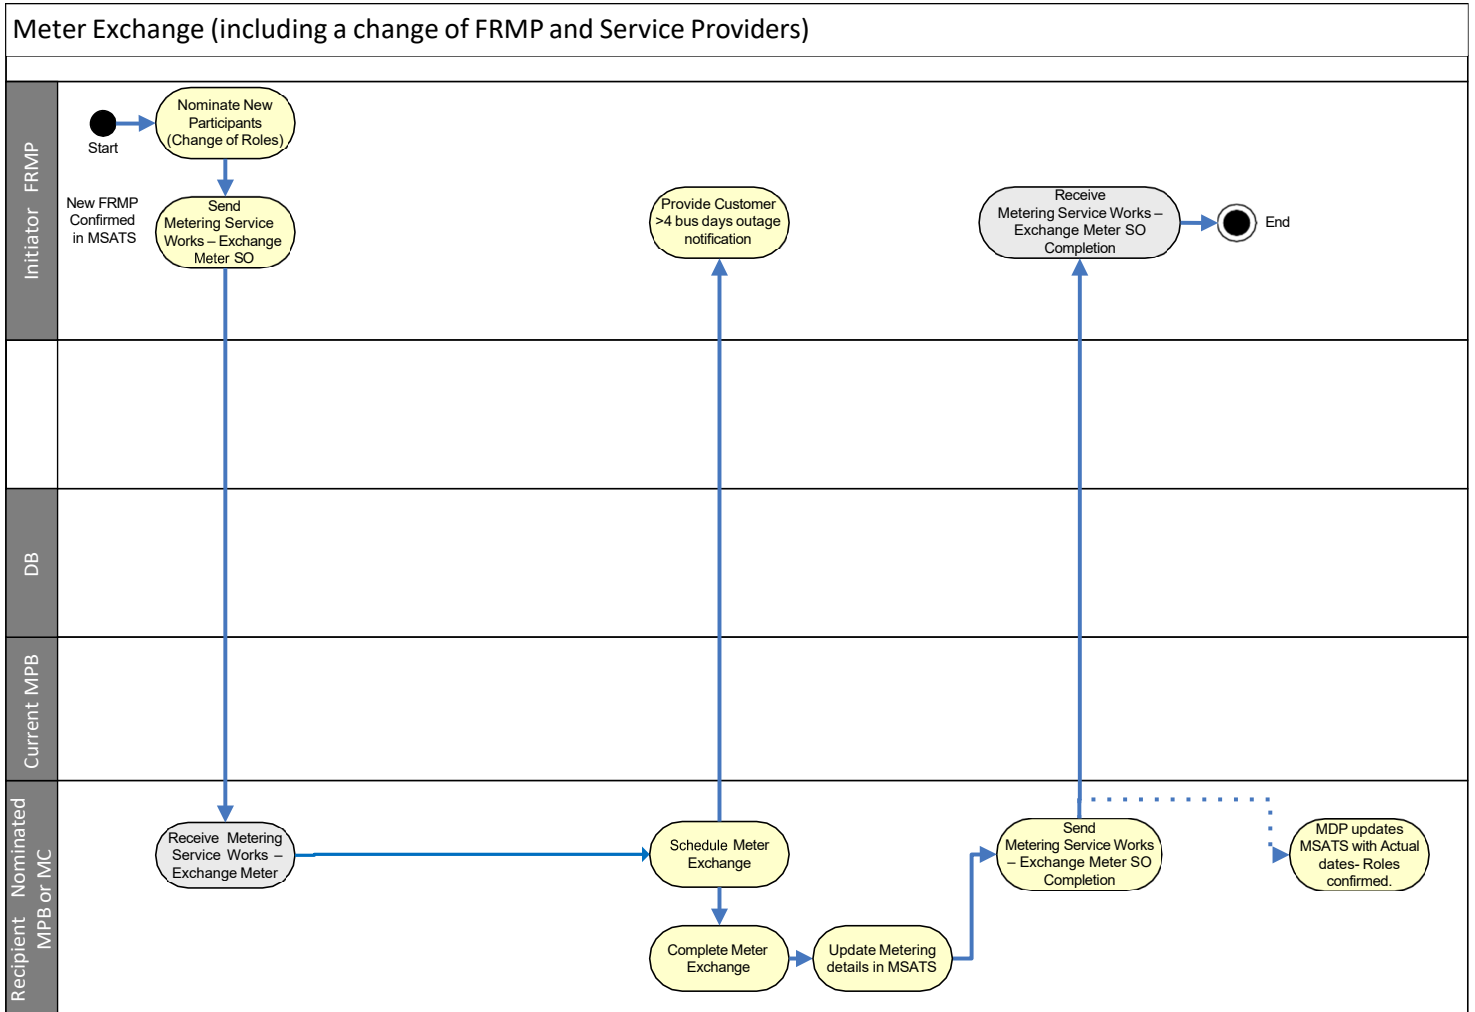 Meter Exchange (including a change of FRMP and Service Providers)
Initiator FRMP
Start
Nominate New
Participants
(Change of Roles)
New FRMP
Confirmed
in MSATS
Send
Metering Service
Works – Exchange
Meter SO
Provide Customer
>4 bus days outage
notification
Receive
Metering Service Works –
Exchange Meter SO
Completion
End
DB
Current MPB
Recipient Nominated
MPB or MC
Receive Metering
Service Works –
Exchange Meter
Schedule Meter
Exchange
Send
Metering Service Works
– Exchange Meter SO
Completion
MDP updates
MSATS with Actual
dates- Roles
confirmed.
Complete Meter
Exchange
Update Metering
details in MSATS